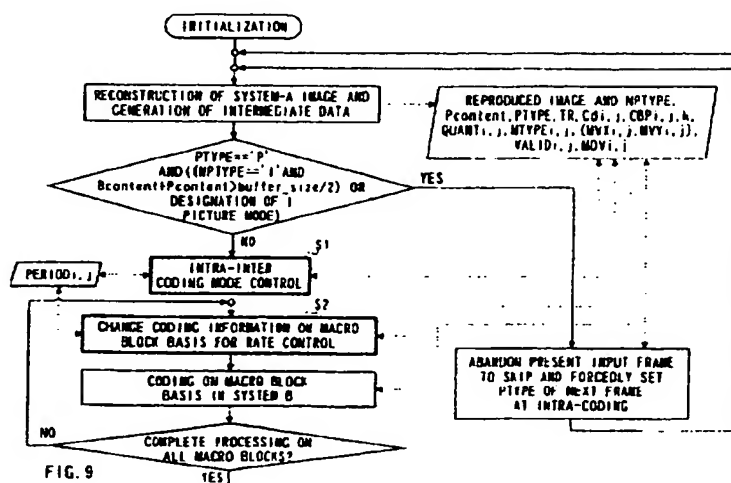 INITIALIZATION
RECONSTRUCTION OF SYSTEM-A IMAGE AND
GENERATION OF INTERMEDIATE DATA
REPRODUCED IMAGE AND NPTYPE,
Pcontent, PTYPE, TR, Cdi, j, CBPi, j, k,
QUANTi, j, MTYPEi, j, (MVXi, j, MVYi, j),
VALIDi, j, MDVi, j
PTYPE=='P'
AND((NPTYPE=='I' AND
Bcontent+Pcontent>buffer_size/2) OR
DESIGNATION OF I
PICTURE MODE)
YES
NO
S1
PERIODi, j
INTRA-INTER
CODING MODE CONTROL
S2
CHANGE CODING INFORMATION ON MACRO
BLOCK BASIS FOR RATE CONTROL
CODING ON MACRO BLOCK
BASIS IN SYSTEM B
ABANDON PRESENT INPUT FRAME
TO SKIP AND FORCEDLY SET
PTYPE OF NEXT FRAME
AT INTRA-CODING
NO
COMPLETE PROCESSING ON
ALL MACRO BLOCKS?
FIG. 9
YES